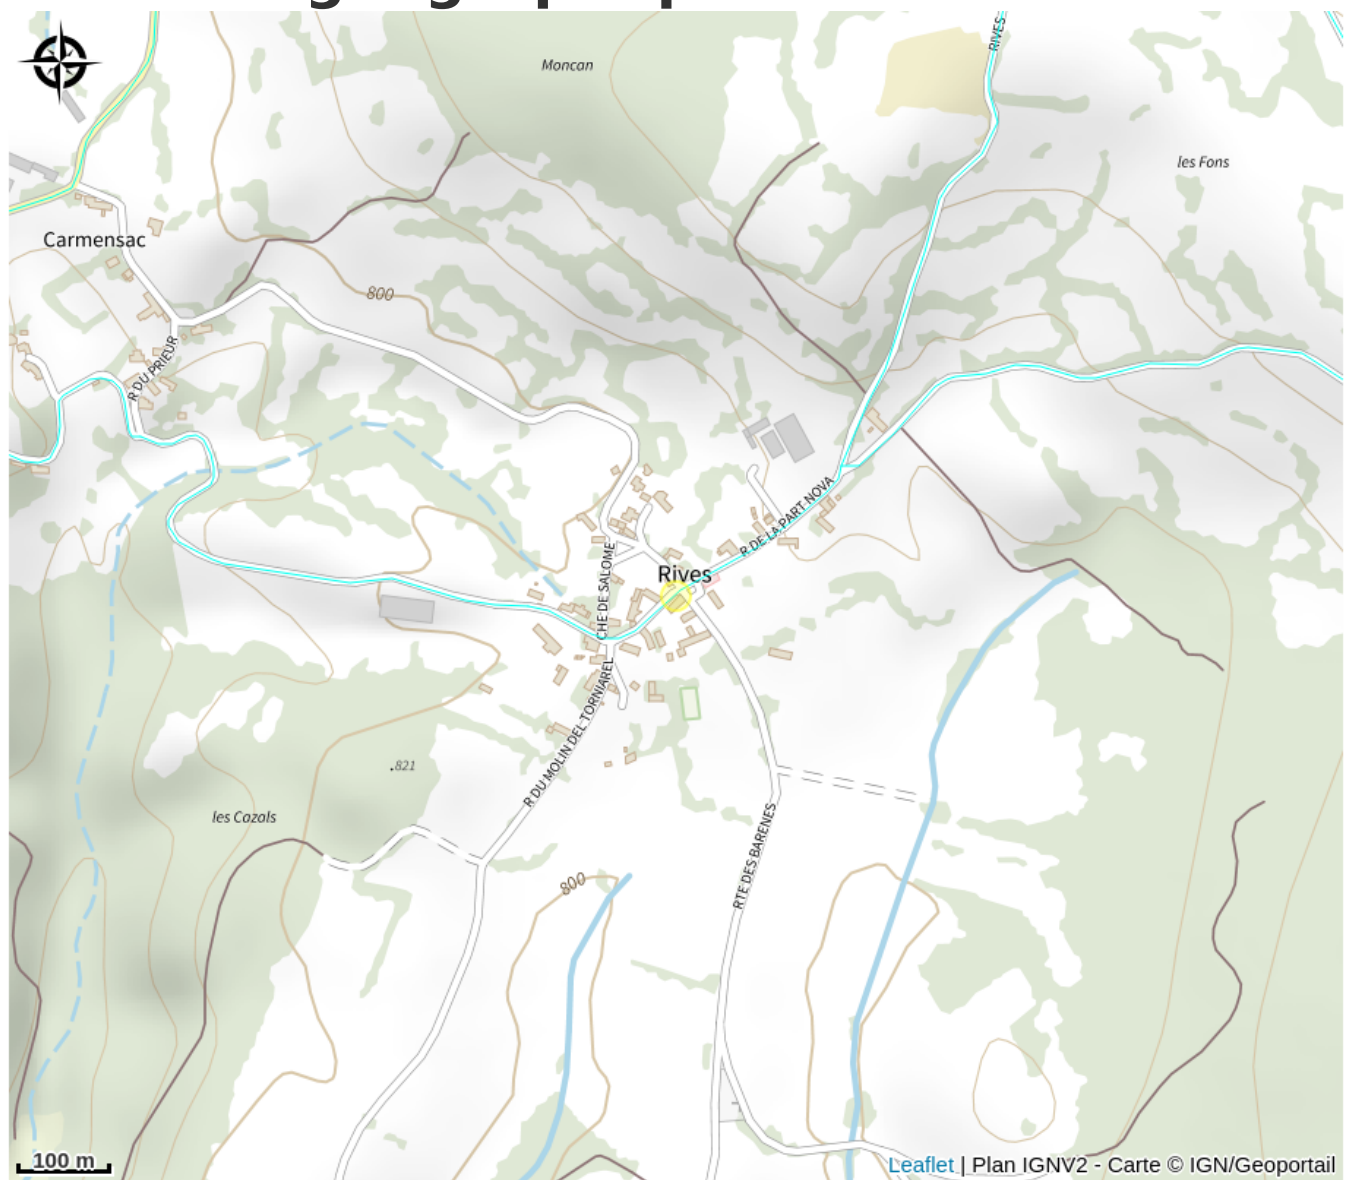 RIVES
Moncan
les Fons
Carmensac
800
R DU PRIEUR
R DE LA PART NOVA
CHE DE SALOME
Rives
R DU MOLIN DEL TORNIAREL
.821
les Cazals
RTE DES BARENES
800
100 m
Leaflet | Plan IGNV2 - Carte © IGN/Geoportail